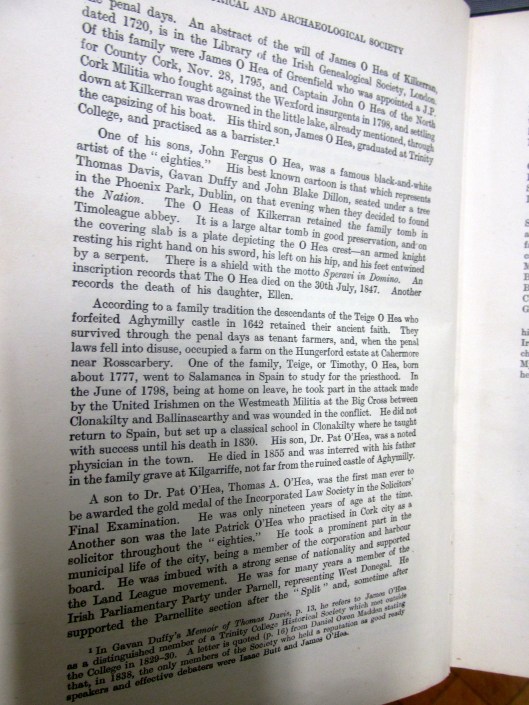 ORICAL AND ARCHAEOLOGICAL SOCIETY
the penal days. An abstract of the will of James O Hea of Kilkerran,
dated 1720, is in the Library of the Irish Genealogical Society, London.
Of this family were James O Hea of Greenfield who was appointed a J.P.
for County Cork, Nov. 28, 1795, and Captain John O Hea of the North
Cork Militia who fought against the Wexford insurgents in 1798, and settling
down at Kilkerran was drowned in the little lake, already mentioned, through
the capsizing of his boat. His third son, James O Hea, graduated at Trinity
College, and practised as a barrister.¹
One of his sons, John Fergus O Hea, was a famous black-and-white
artist of the "eighties." His best known cartoon is that which represents
Thomas Davis, Gavan Duffy and John Blake Dillon, seated under a tree
in the Phoenix Park, Dublin, on that evening when they decided to found
the Nation. The O Heas of Kilkerran retained the family tomb in
Timoleague abbey. It is a large altar tomb in good preservation, and on
the covering slab is a plate depicting the O Hea crest—an armed knight
resting his right hand on his sword, his left on his hip, and his feet entwined
by a serpent. There is a shield with the motto Speravi in Domino. An
inscription records that The O Hea died on the 30th July, 1847. Another
records the death of his daughter, Ellen.
According to a family tradition the descendants of the Teige O Hea who
forfeited Aghymilly castle in 1642 retained their ancient faith. They
survived through the penal days as tenant farmers, and, when the penal
laws fell into disuse, occupied a farm on the Hungerford estate at Cahermore
near Rosscarbery. One of the family, Teige, or Timothy, O Hea, born
about 1777, went to Salamanca in Spain to study for the priesthood. In
the June of 1798, being at home on leave, he took part in the attack made
by the United Irishmen on the Westmeath Militia at the Big Cross between
Clonakilty and Ballinascarthy and was wounded in the conflict. He did not
return to Spain, but set up a classical school in Clonakilty where he taught
with success until his death in 1830. His son, Dr. Pat O'Hea, was a noted
physician in the town. He died in 1855 and was interred with his father
in the family grave at Kilgarriffe, not far from the ruined castle of Aghymilly.
A son to Dr. Pat O'Hea, Thomas A. O'Hea, was the first man ever to
be awarded the gold medal of the Incorporated Law Society in the Solicitors'
Final Examination. He was only nineteen years of age at the time.
Another son was the late Patrick O'Hea who practised in Cork city as a
solicitor throughout the "eighties." He took a prominent part in the
municipal life of the city, being a member of the corporation and harbour
board. He was imbued with a strong sense of nationality and supported
the Land League movement. He was for many years a member of the
Irish Parliamentary Party under Parnell, representing West Donegal. He
supported the Parnellite section after the "Split" and, sometime after
¹ In Gavan Duffy's Memoir of Thomas Davis, p. 13, he refers to James O'Hea
as a distinguished member of a Trinity College Historical Society which met outside
the College in 1829-30. A letter is quoted (p. 16) from Daniel Owen Madden stating
that, in 1838, the only members of the Society who held a reputation as good ready
speakers and effective debaters were Isaac Butt and James O'Hea.